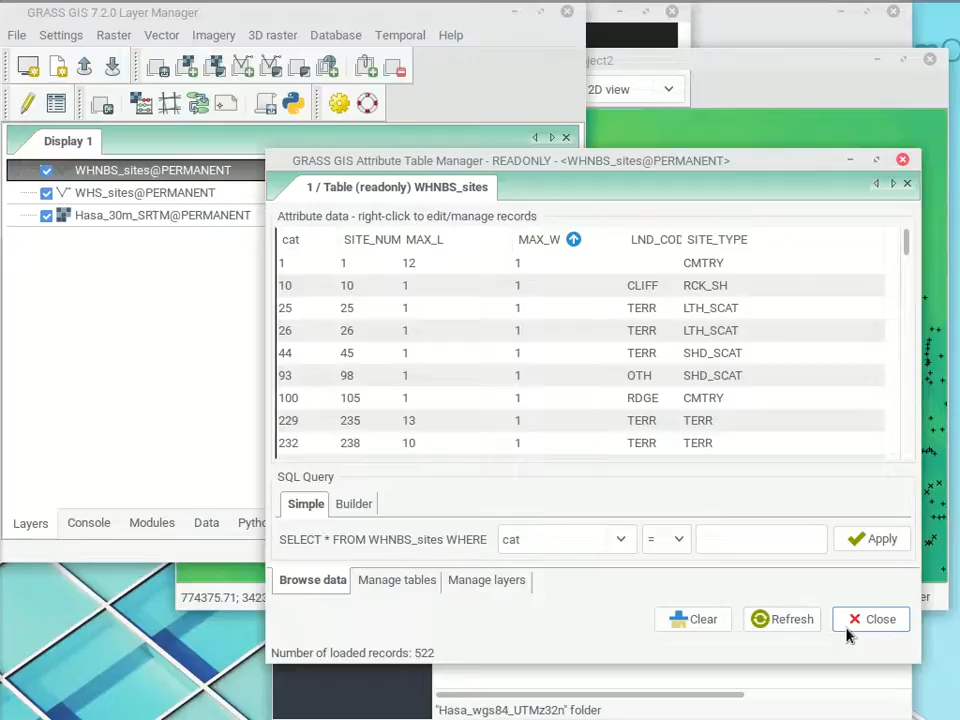 GRASS GIS 7.2.0 Layer Manager
File Settings Raster Vector Imagery 3D raster Database Temporal Help
ject2
2D view
Display 1
WHNBS_sites@PERMANENT
WHS_sites@PERMANENT
Hasa_30m_SRTM@PERMANENT
GRASS GIS Attribute Table Manager - READONLY - <WHNBS_sites@PERMANENT>
1 / Table (readonly) WHNBS_sites
Attribute data - right-click to edit/manage records
cat SITE_NUM MAX_L MAX_W LND_COD SITE_TYPE
1 1 12 1 CMTRY
10 10 1 1 CLIFF RCK_SH
25 25 1 1 TERR LTH_SCAT
26 26 1 1 TERR LTH_SCAT
44 45 1 1 TERR SHD_SCAT
93 98 1 1 OTH SHD_SCAT
100 105 1 1 RDGE CMTRY
229 235 13 1 TERR TERR
232 238 10 1 TERR TERR
SQL Query
Simple Builder
SELECT * FROM WHNBS_sites WHERE cat = Apply
Layers Console Modules Data Pytho
Browse data Manage tables Manage layers
774375.71; 3423
er
Clear Refresh Close
Number of loaded records: 522
"Hasa_wgs84_UTMz32n" folder